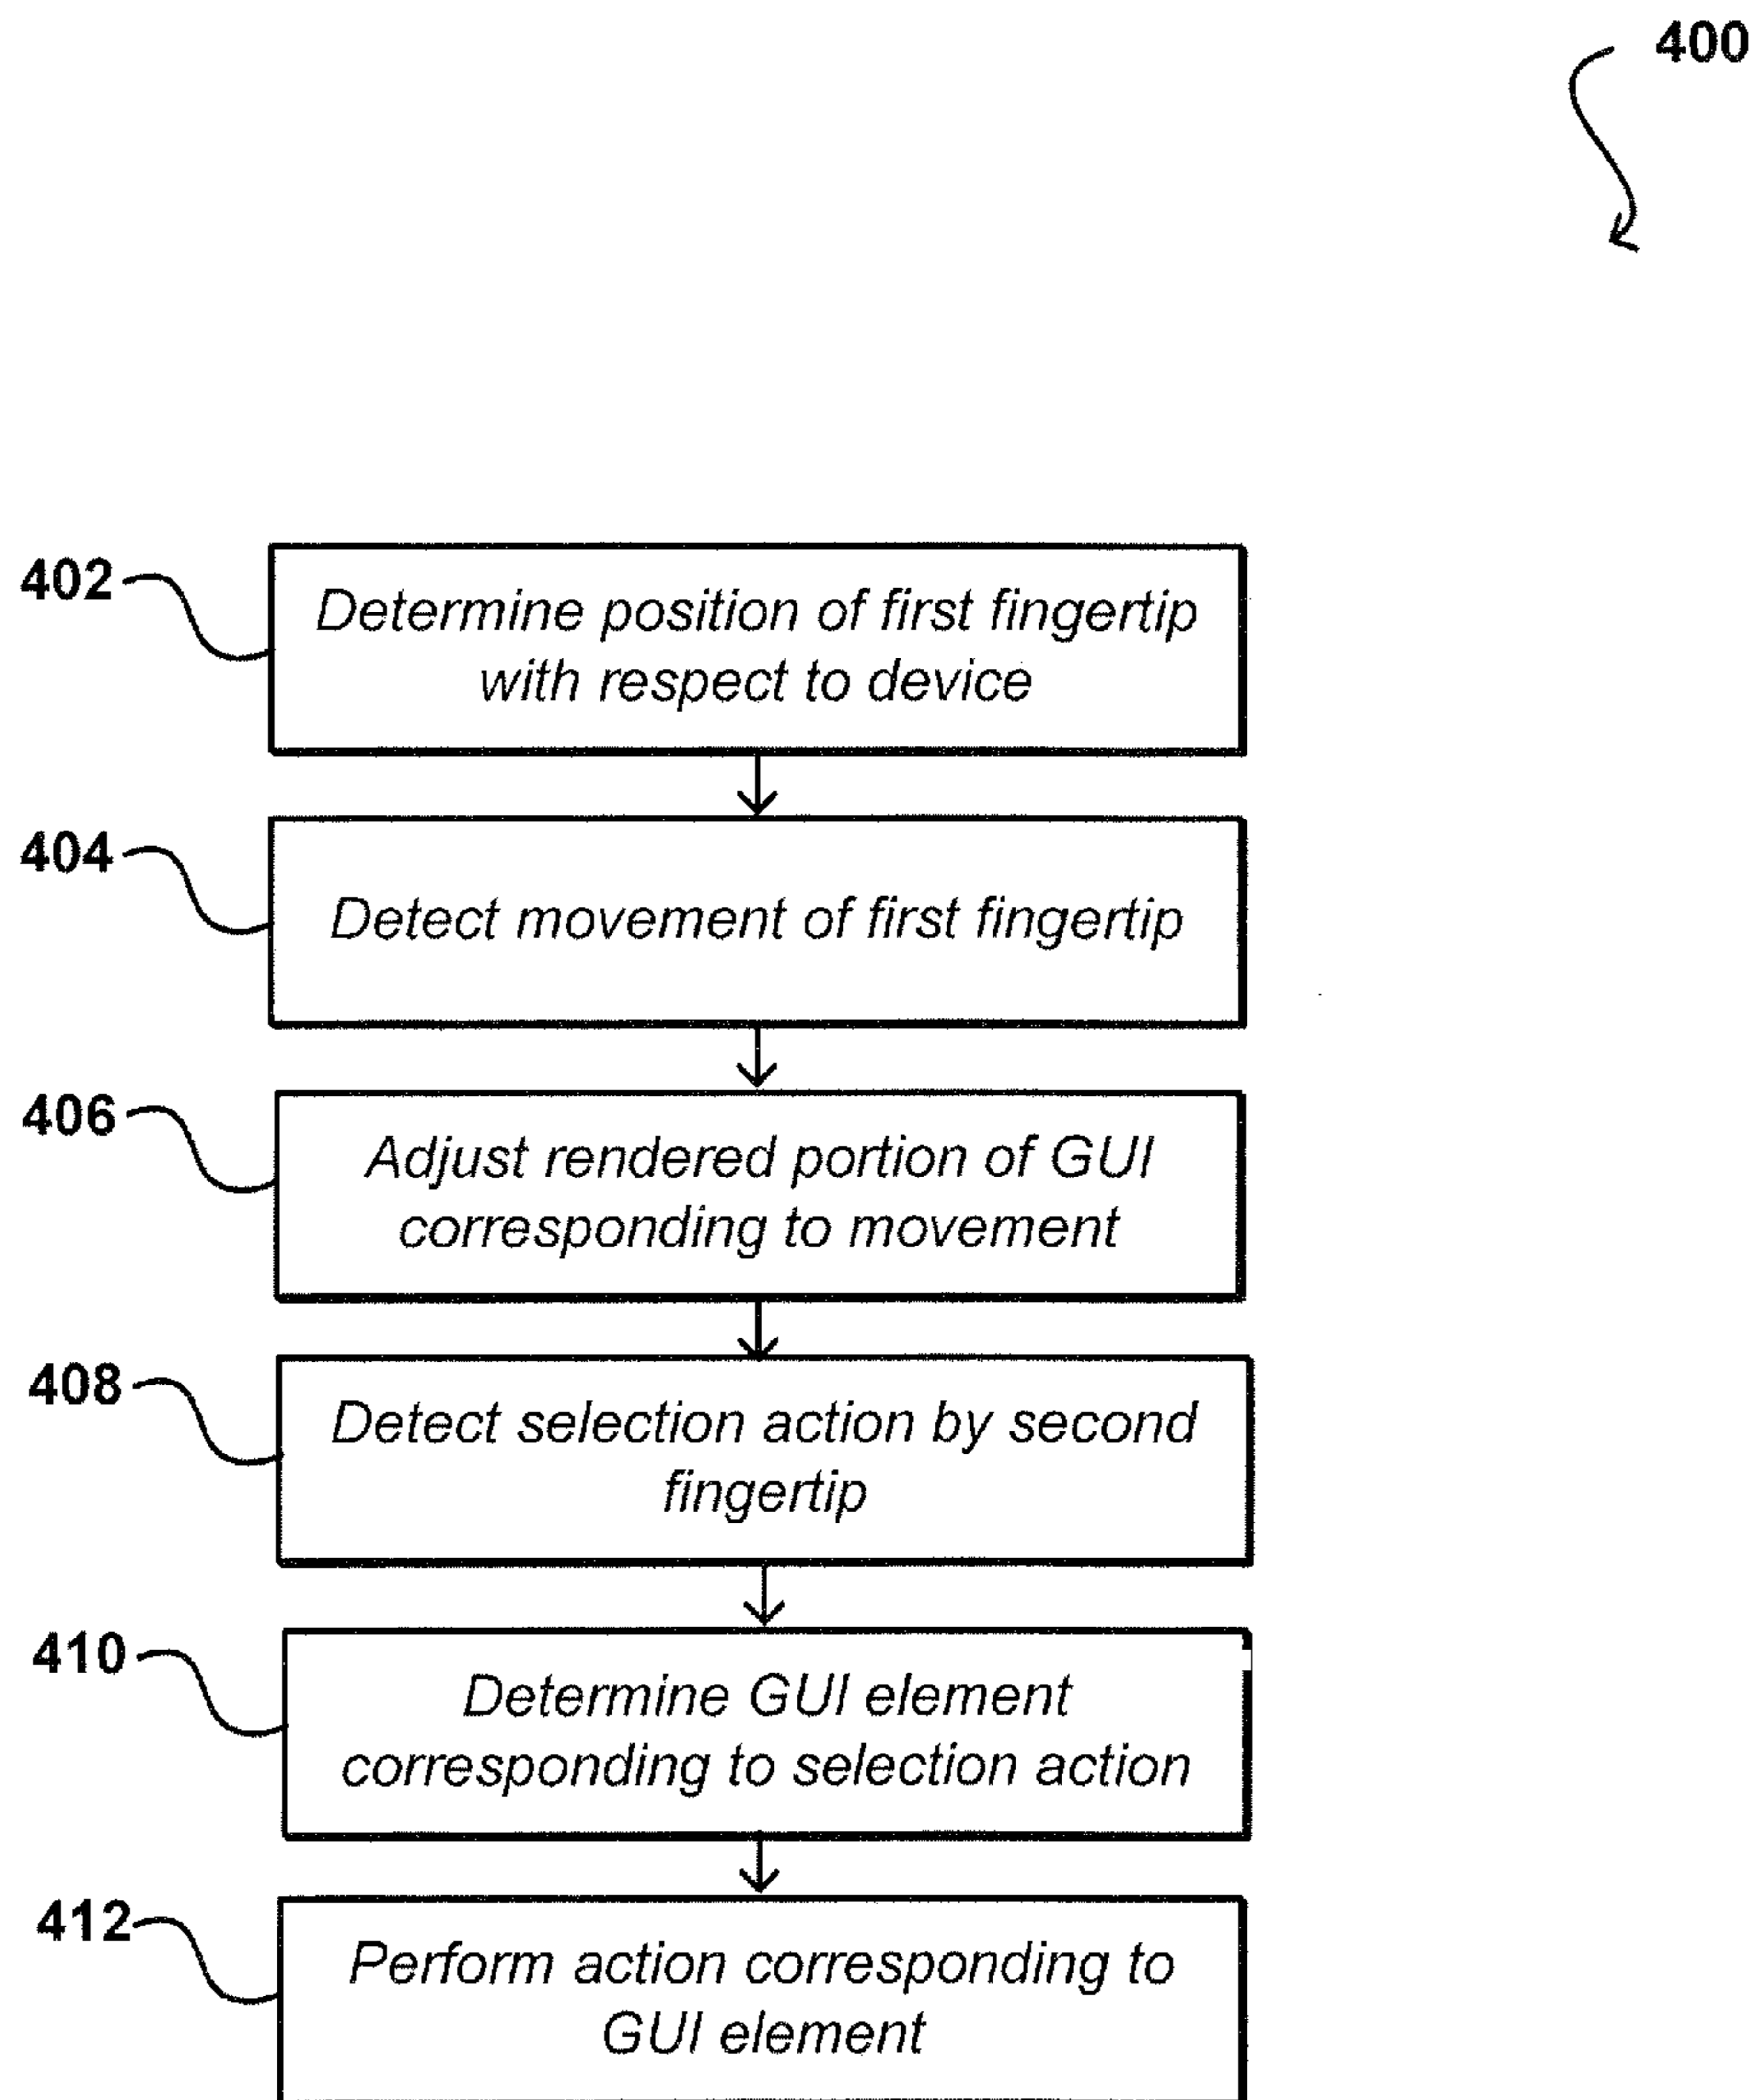 400
402
Determine position of first fingertip
with respect to device
404
Detect movement of first fingertip
406
Adjust rendered portion of GUI
corresponding to movement
408
Detect selection action by second
fingertip
410
Determine GUI element
corresponding to selection action
412
Perform action corresponding to
GUI element